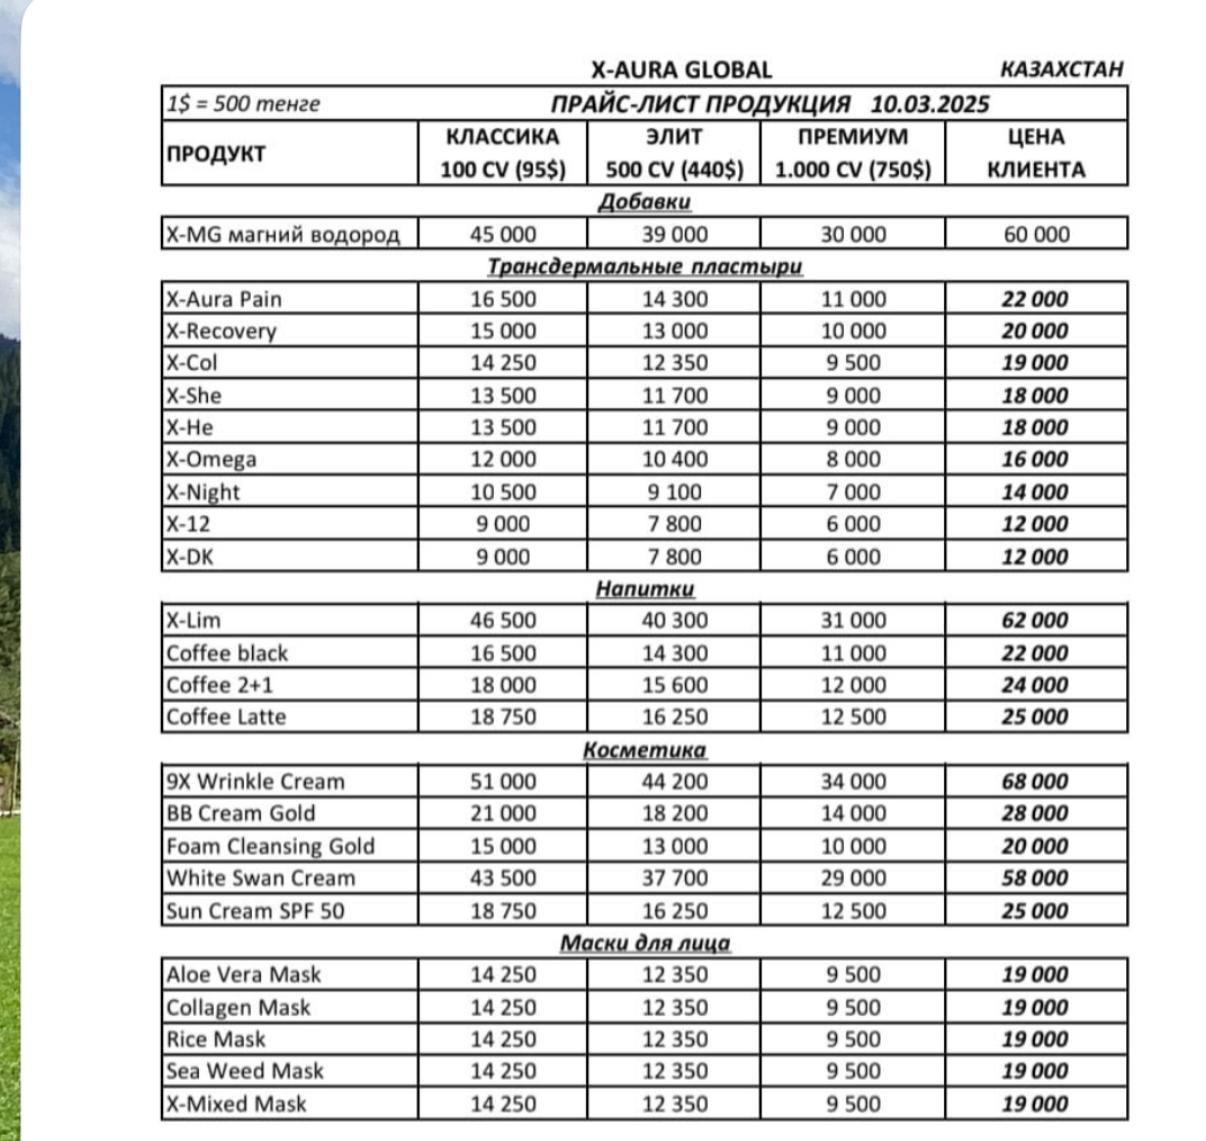 X-AURA GLOBAL КАЗАХСТАН
1$ = 500 тенге ПРАЙС-ЛИСТ ПРОДУКЦИЯ 10.03.2025
ПРОДУКТ КЛАССИКА 100 CV (95$) ЭЛИТ 500 CV (440$) ПРЕМИУМ 1.000 CV (750$) ЦЕНА КЛИЕНТА
Добавки
X-MG магний водород 45 000 39 000 30 000 60 000
Трансдермальные пластыри
X-Aura Pain 16 500 14 300 11 000 22 000
X-Recovery 15 000 13 000 10 000 20 000
X-Col 14 250 12 350 9 500 19 000
X-She 13 500 11 700 9 000 18 000
X-He 13 500 11 700 9 000 18 000
X-Omega 12 000 10 400 8 000 16 000
X-Night 10 500 9 100 7 000 14 000
X-12 9 000 7 800 6 000 12 000
X-DK 9 000 7 800 6 000 12 000
Напитки
X-Lim 46 500 40 300 31 000 62 000
Coffee black 16 500 14 300 11 000 22 000
Coffee 2+1 18 000 15 600 12 000 24 000
Coffee Latte 18 750 16 250 12 500 25 000
Косметика
9X Wrinkle Cream 51 000 44 200 34 000 68 000
BB Cream Gold 21 000 18 200 14 000 28 000
Foam Cleansing Gold 15 000 13 000 10 000 20 000
White Swan Cream 43 500 37 700 29 000 58 000
Sun Cream SPF 50 18 750 16 250 12 500 25 000
Маски для лица
Aloe Vera Mask 14 250 12 350 9 500 19 000
Collagen Mask 14 250 12 350 9 500 19 000
Rice Mask 14 250 12 350 9 500 19 000
Sea Weed Mask 14 250 12 350 9 500 19 000
X-Mixed Mask 14 250 12 350 9 500 19 000